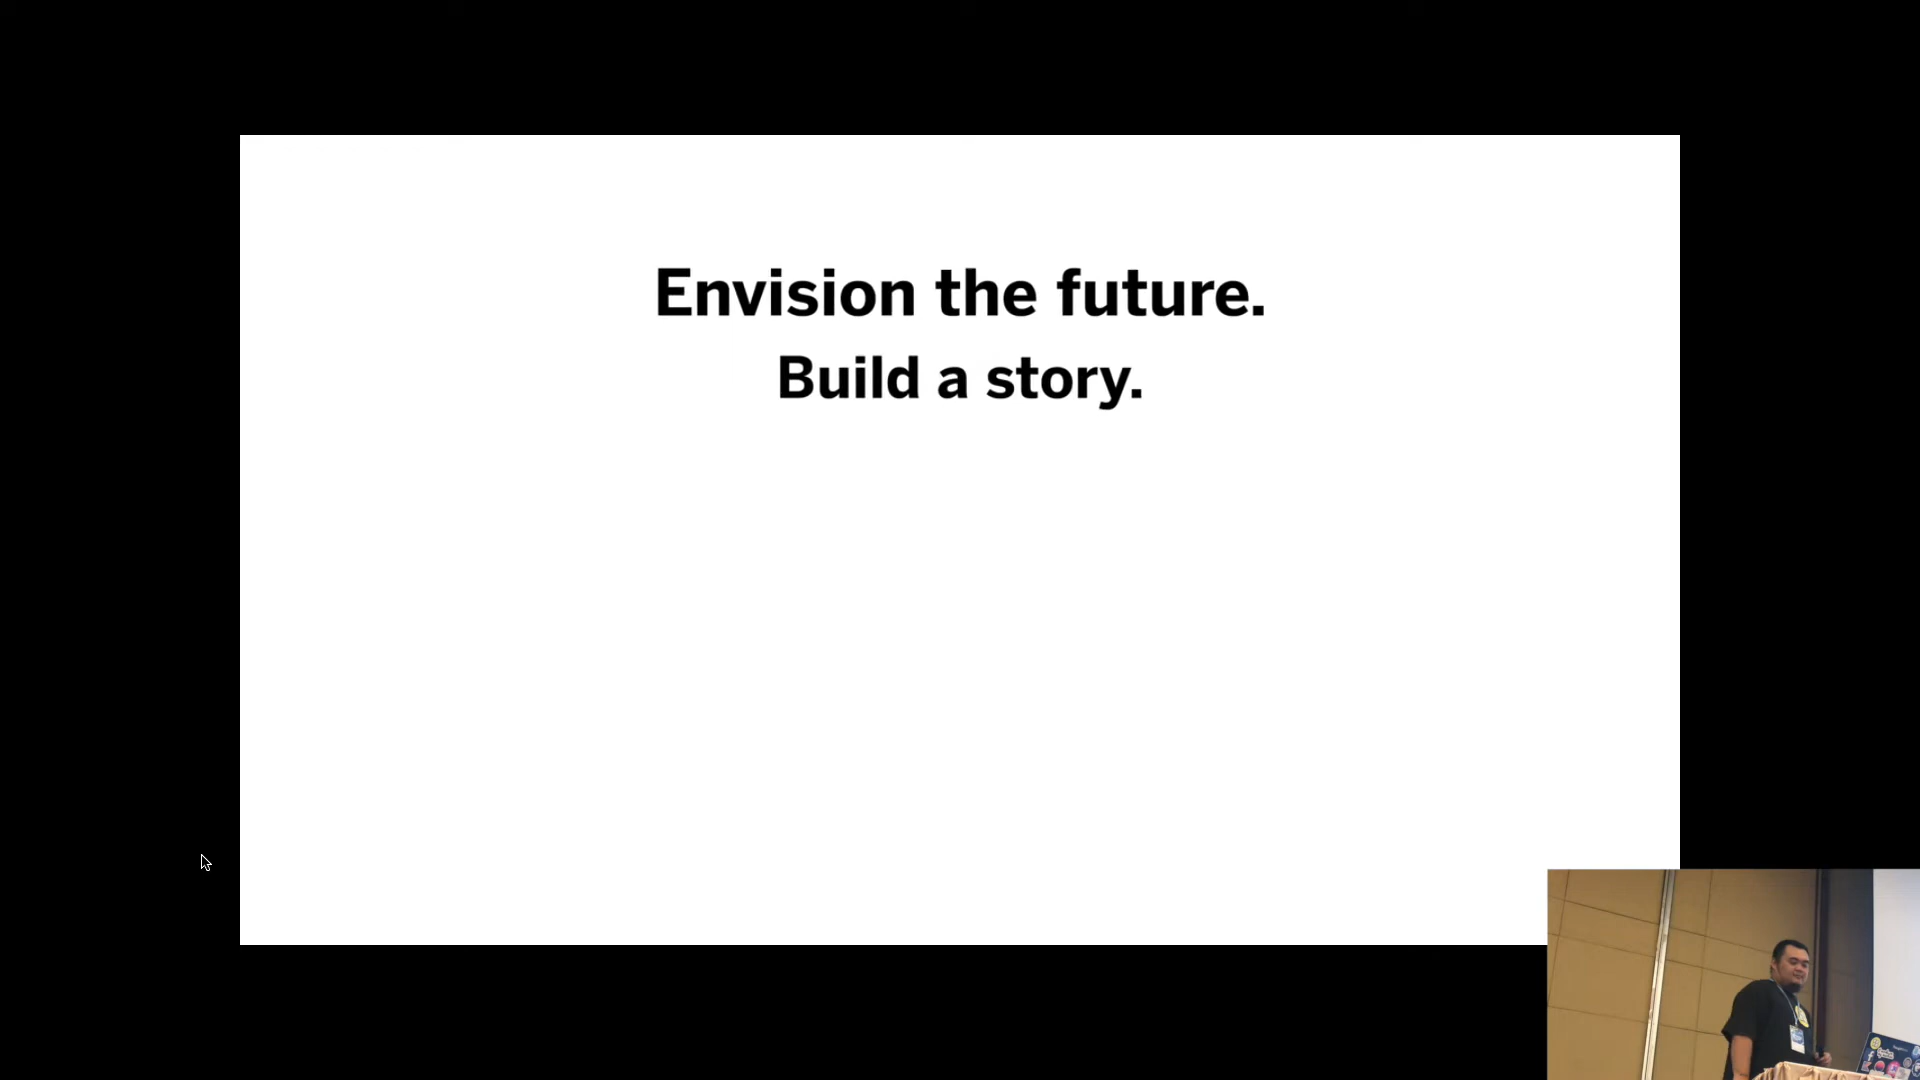 Envision the future.
Build a story.